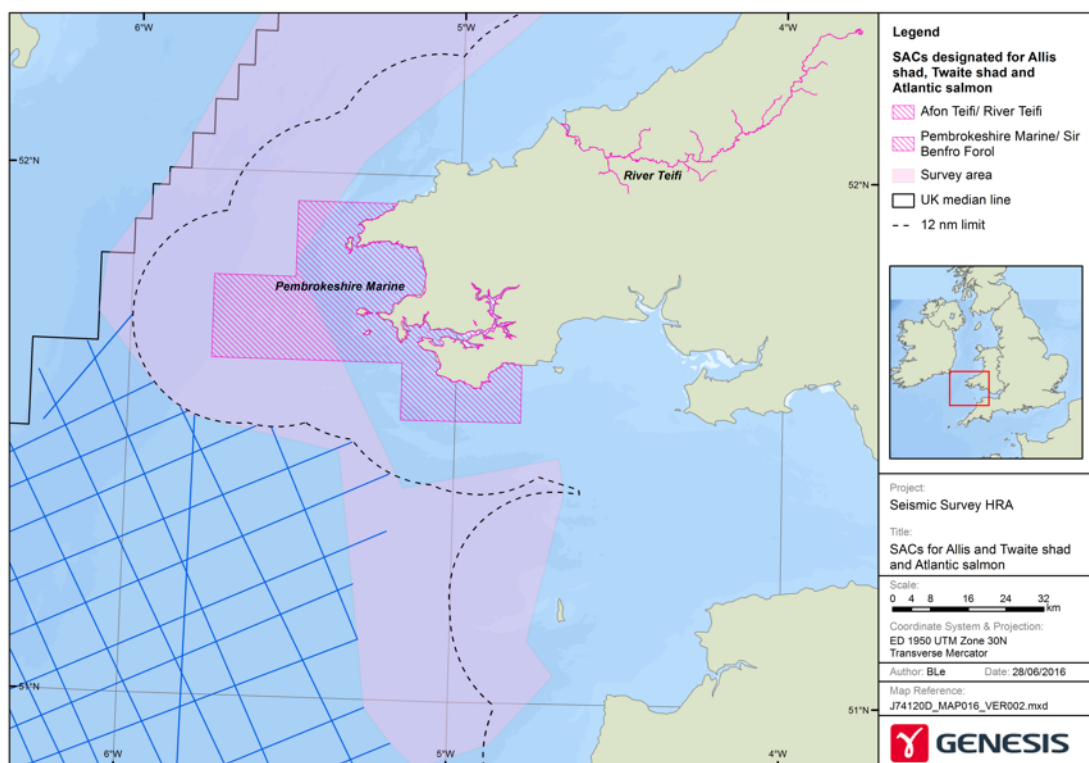 6°W
5°W
4°W
52°N
52°N
River Teifi
Pembrokeshire Marine
51°N
51°N
6°W
5°W
4°W
Legend
SACs designated for Allis
shad, Twaite shad and
Atlantic salmon
Afon Teifi/ River Teifi
Pembrokeshire Marine/ Sir
Benfro Forol
Survey area
UK median line
12 nm limit
Project:
Seismic Survey HRA
Title:
SACs for Allis and Twaite shad
and Atlantic salmon
Scale:
0 4 8 16 24 32
km
Coordinate System & Projection:
ED 1950 UTM Zone 30N
Transverse Mercator
Author: BLe Date: 28/06/2016
Map Reference:
J74120D_MAP016_VER002.mxd
GENESIS